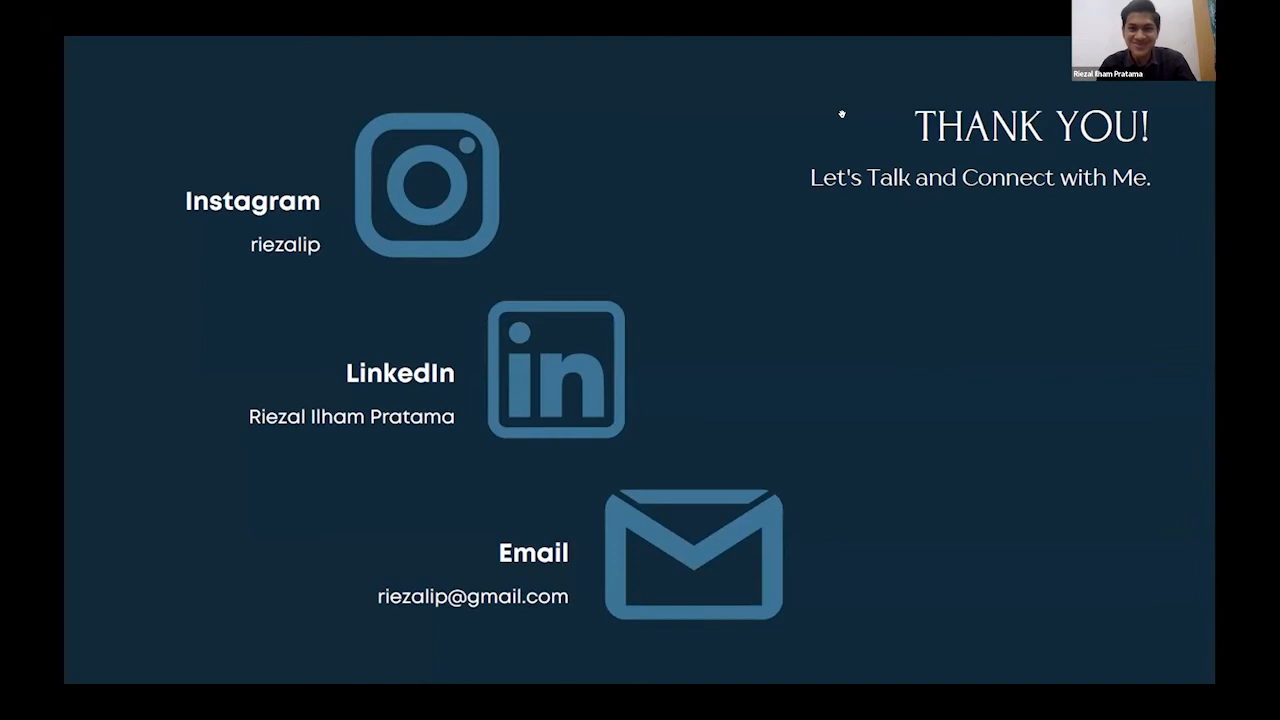 Riezal Ilham Pratama
THANK YOU!
Let's Talk and Connect with Me.
Instagram
riezalip
in
LinkedIn
Riezal Ilham Pratama
Email
riezalip@gmail.com